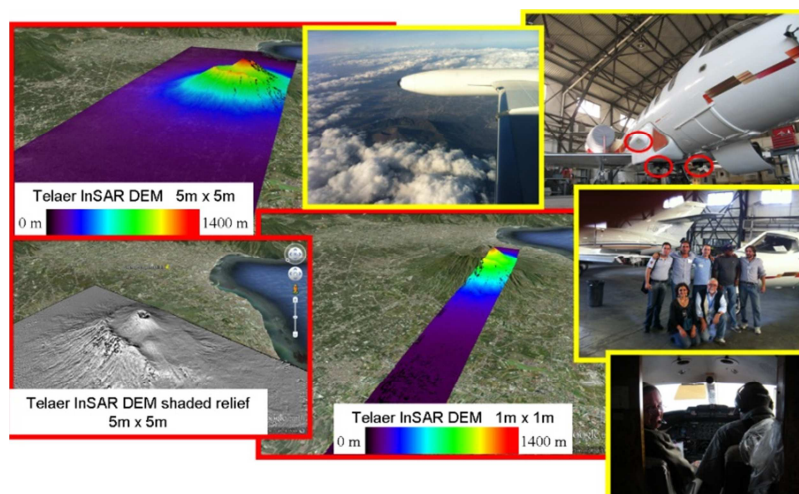 Telaer InSAR DEM 5m x 5m
0 m 1400 m
Telaer InSAR DEM shaded relief
5m x 5m
Telaer InSAR DEM 1m x 1m
0 m 1400 m